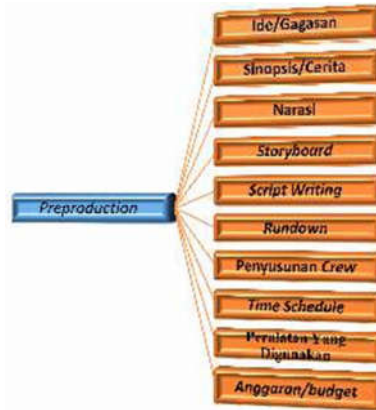 Ide/Gagasan
Sinopsis/Cerita
Narasi
Storyboard
Script Writing
Preproduction
Rundown
Penyusunan Crew
Time Schedule
Peralatan Yang
Digunakan
Anggaran/budget